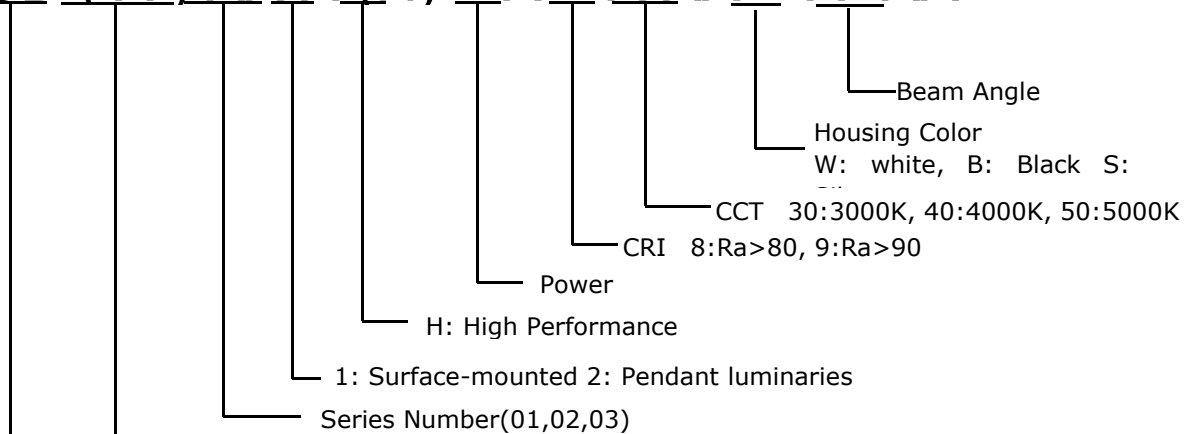 Beam Angle
Housing Color
W: white, B: Black S:
CCT 30:3000K, 40:4000K, 50:5000K
CRI 8:Ra>80, 9:Ra>90
Power
H: High Performance
1: Surface-mounted 2: Pendant luminaries
Series Number(01,02,03)